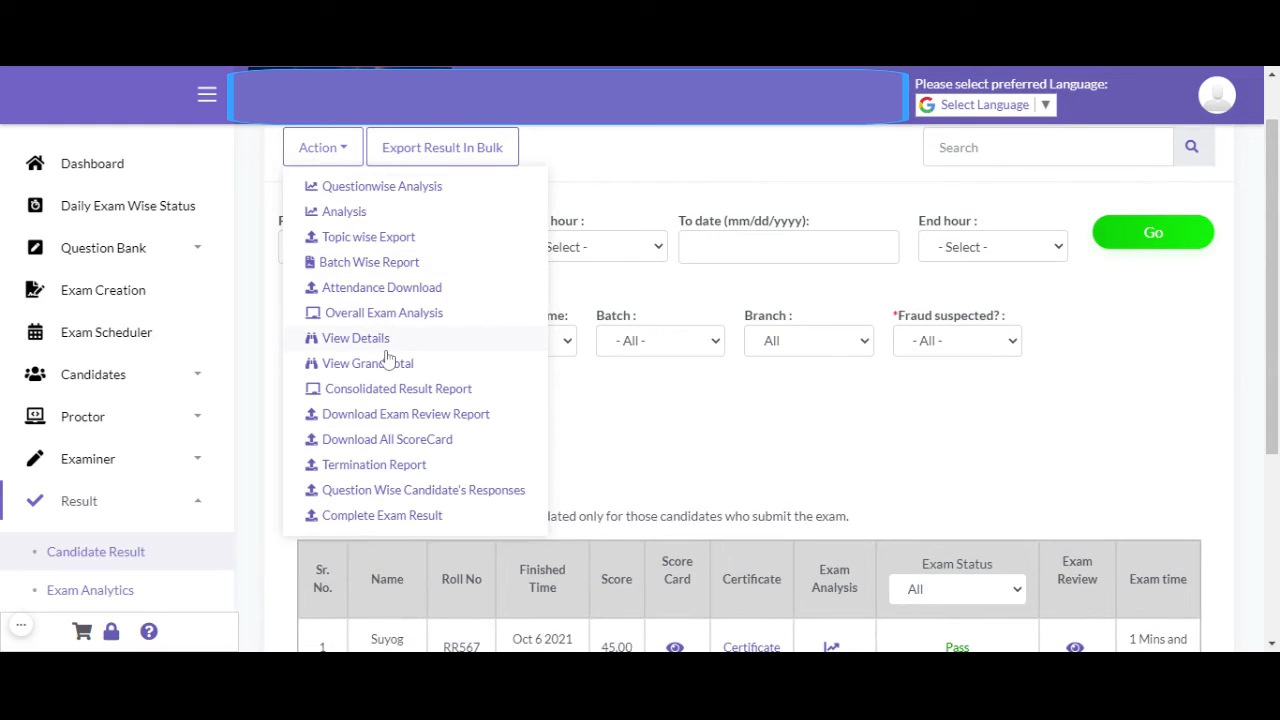 Please select preferred Language:
Select Language ▼
Dashboard
Daily Exam Wise Status
Question Bank
Exam Creation
Exam Scheduler
Candidates
Proctor
Examiner
Result
Candidate Result
Exam Analytics
Action
Export Result In Bulk
Search
Questionwise Analysis
Analysis
Topic wise Export
Batch Wise Report
Attendance Download
Overall Exam Analysis
View Details
Consolidated Result Report
Download Exam Review Report
Download All ScoreCard
Termination Report
Question Wise Candidate's Responses
Complete Exam Result
hour :
To date (mm/dd/yyyy):
End hour :
Select -
- Select -
Go
Batch :
Branch :
*Fraud suspected? :
- All -
All
- All -
only for those candidates who submit the exam.
Sr. No.
Name
Roll No
Finished Time
Score
Score Card
Certificate
Exam Analysis
Exam Status
All
Exam Review
Exam time
1
Suyog
RR567
Oct 6 2021
45.00
Certificate
Pass
1 Mins and